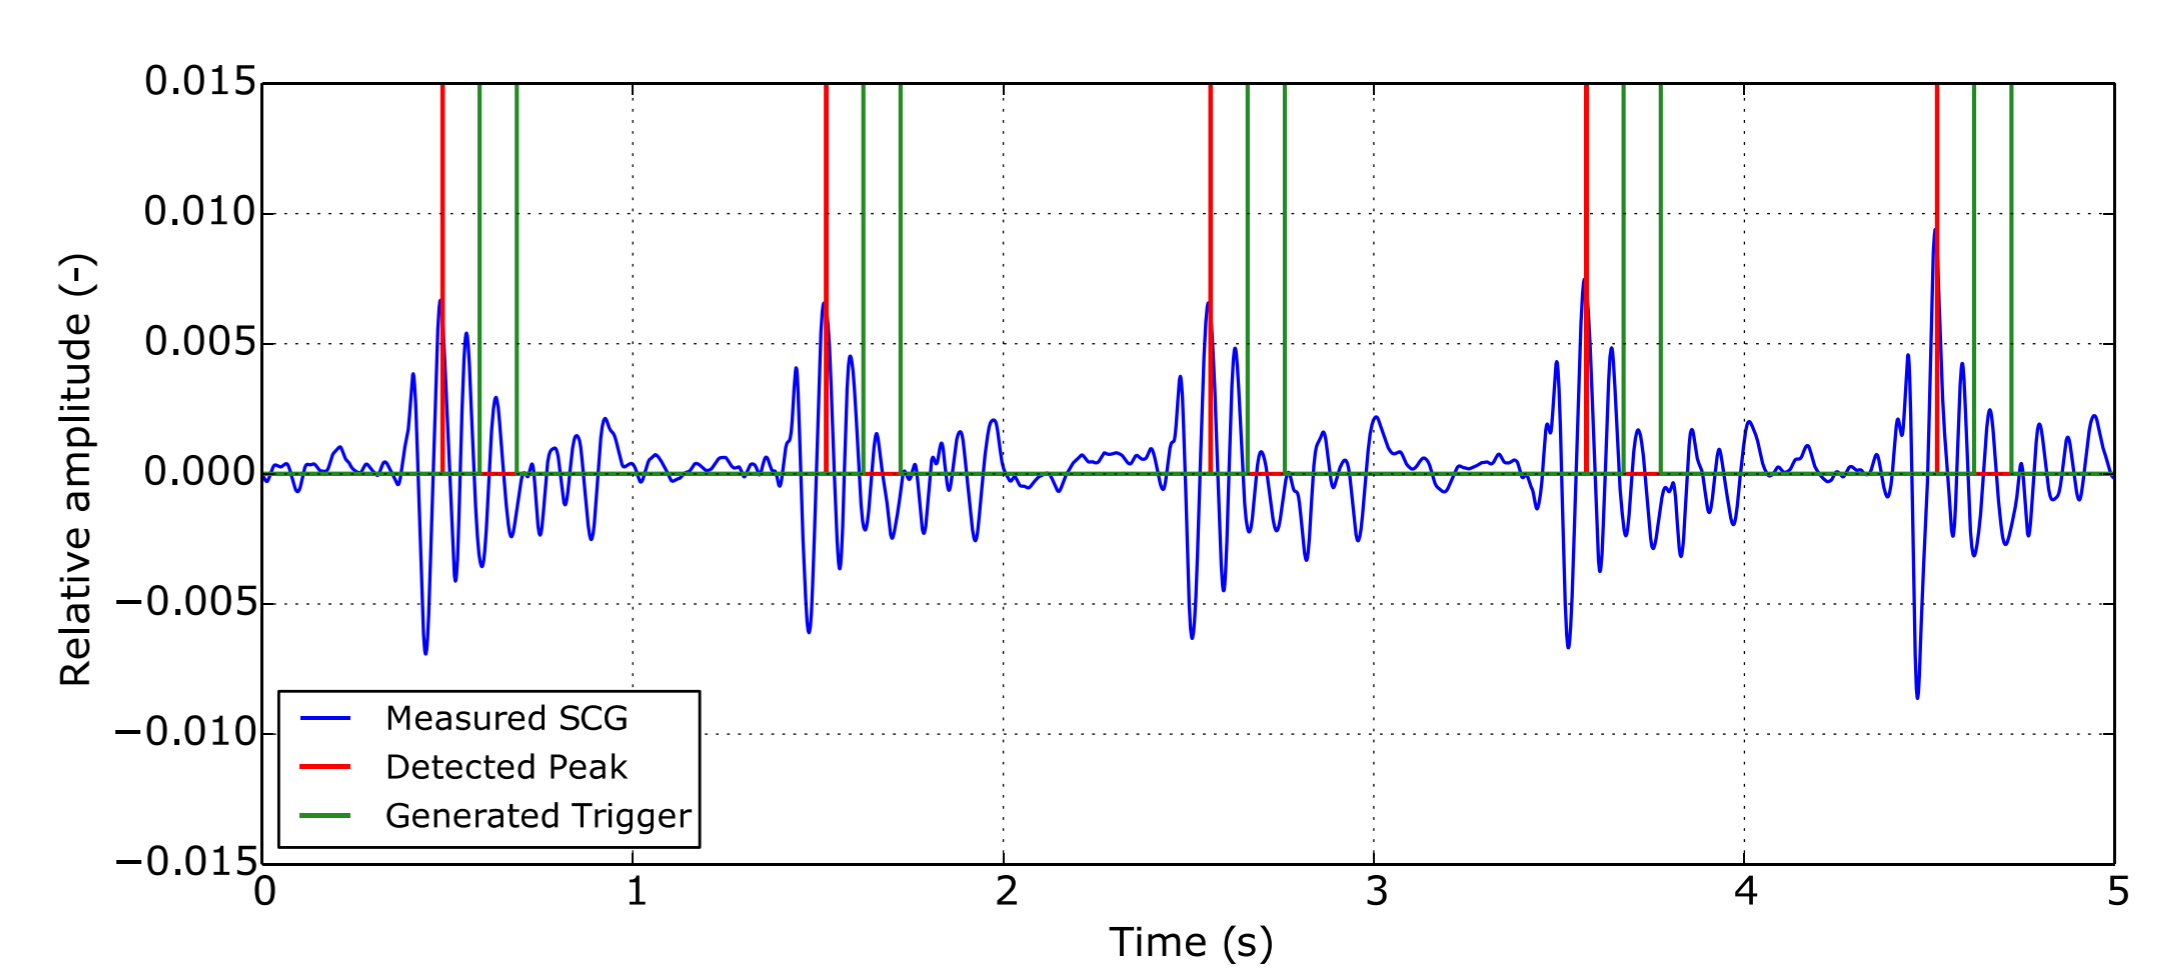 0.015
0.010
0.005
0.000
−0.005
−0.010
−0.015
Relative amplitude (-)
Measured SCG
Detected Peak
Generated Trigger
0 1 2 3 4 5
Time (s)